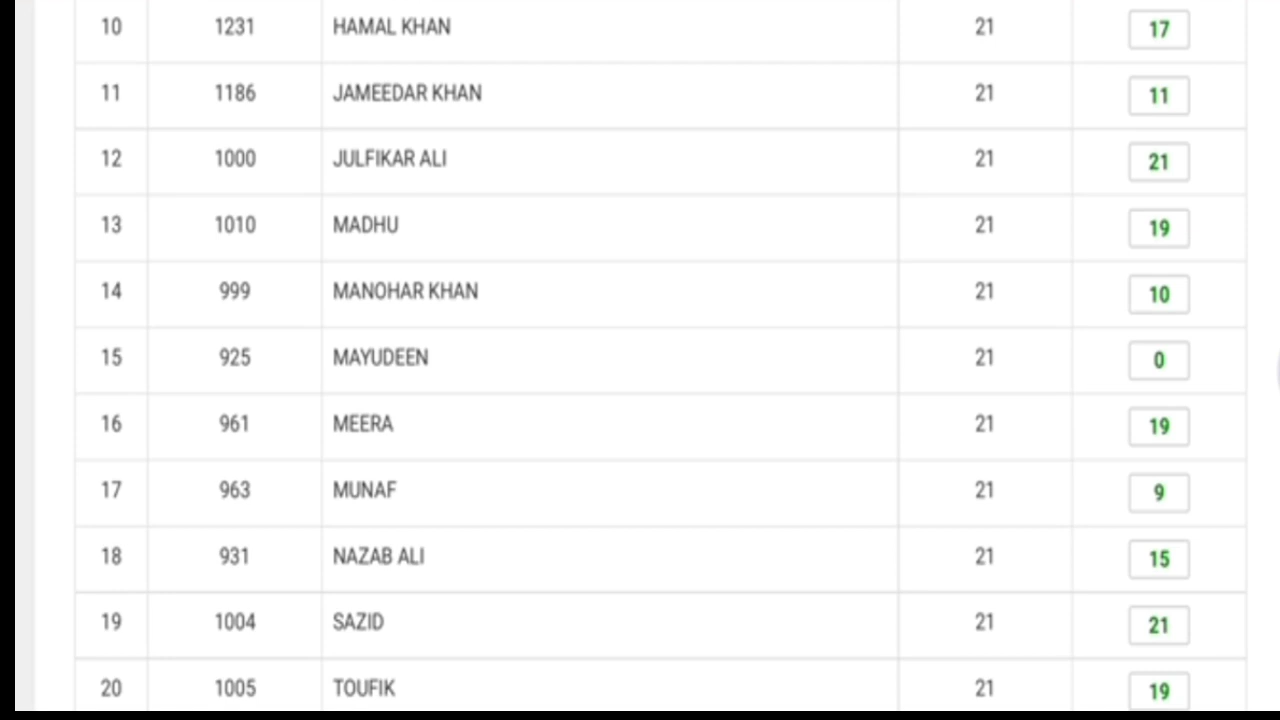 10 1231 HAMAL KHAN 21 17
11 1186 JAMEEDAR KHAN 21 11
12 1000 JULFIKAR ALI 21 21
13 1010 MADHU 21 19
14 999 MANOHAR KHAN 21 10
15 925 MAYUDEEN 21 0
16 961 MEERA 21 19
17 963 MUNAF 21 9
18 931 NAZAB ALI 21 15
19 1004 SAZID 21 21
20 1005 TOUFIK 21 19